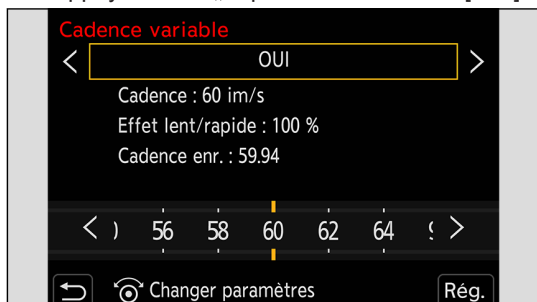 Cadence variable
OUI
Cadence : 60 im/s
Effet lent/rapide : 100 %
Cadence enr. : 59.94
56 58 60 62 64
Changer paramètres Rég.